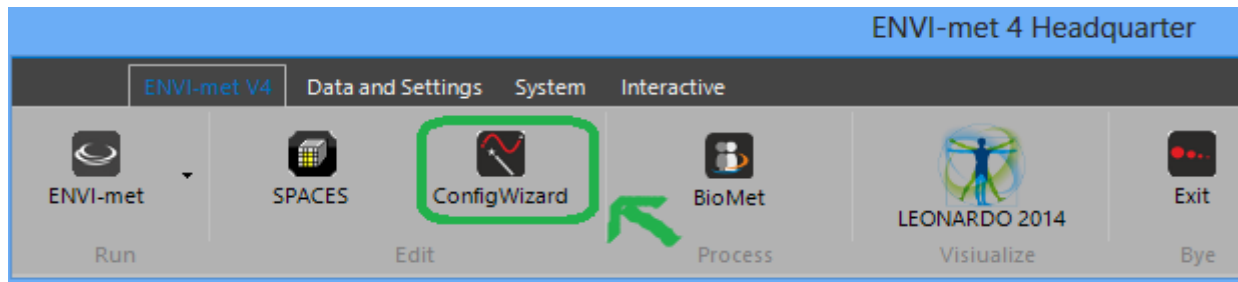 ENVI-met 4 Headquarter
ENVI-met V4 Data and Settings System Interactive
ENVI-met SPACES ConfigWizard BioMet LEONARDO 2014 Exit
Run Edit Process Visiualize Bye